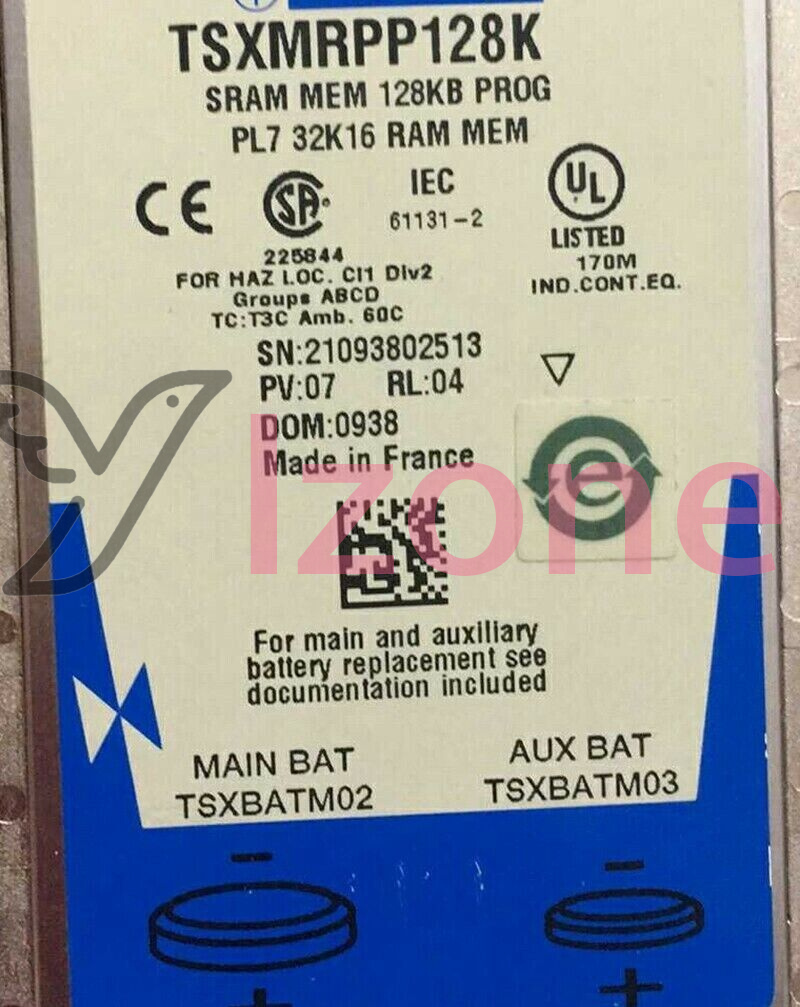 TSXMRPP128K
SRAM MEM 128KB PROG
PL7 32K16 RAM MEM
CE
SA
IEC
61131-2
UL
LISTED
170M
IND.CONT.EQ.
225844
FOR HAZ LOC. CI1 Div2
Groups ABCD
TC:T3C Amb. 60C
SN:21093802513
PV:07 RL:04
DOM:0938
Made in France
e
Izone
For main and auxiliary
battery replacement see
documentation included
MAIN BAT
TSXBATM02
AUX BAT
TSXBATM03
－
－
+
+